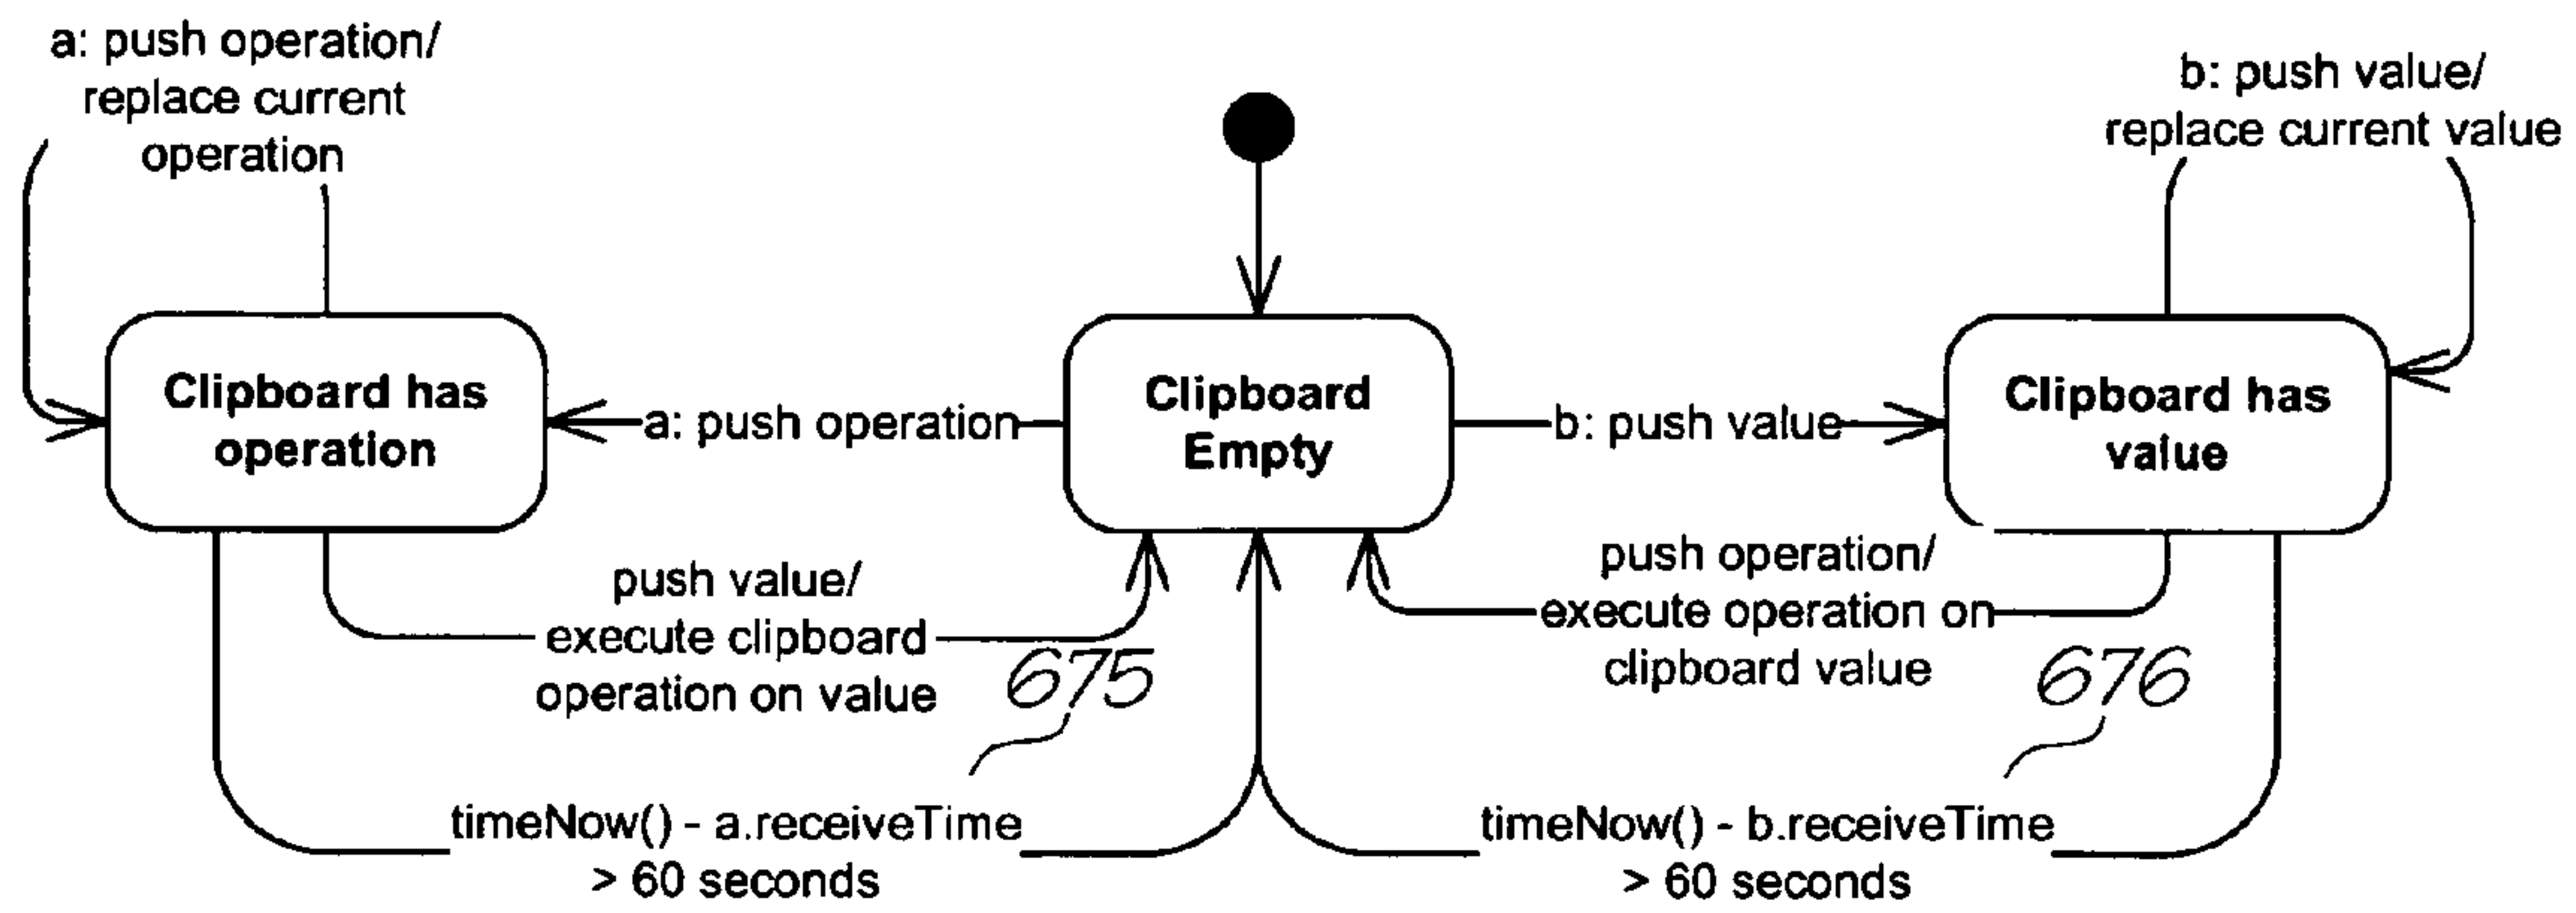 a: push operation/
replace current
operation
b: push value/
replace current value
Clipboard has
operation
a: push operation
Clipboard
Empty
b: push value
Clipboard has
value
push value/
execute clipboard
operation on value
675
push operation/
execute operation on
clipboard value
676
timeNow() - a.receiveTime
> 60 seconds
timeNow() - b.receiveTime
> 60 seconds